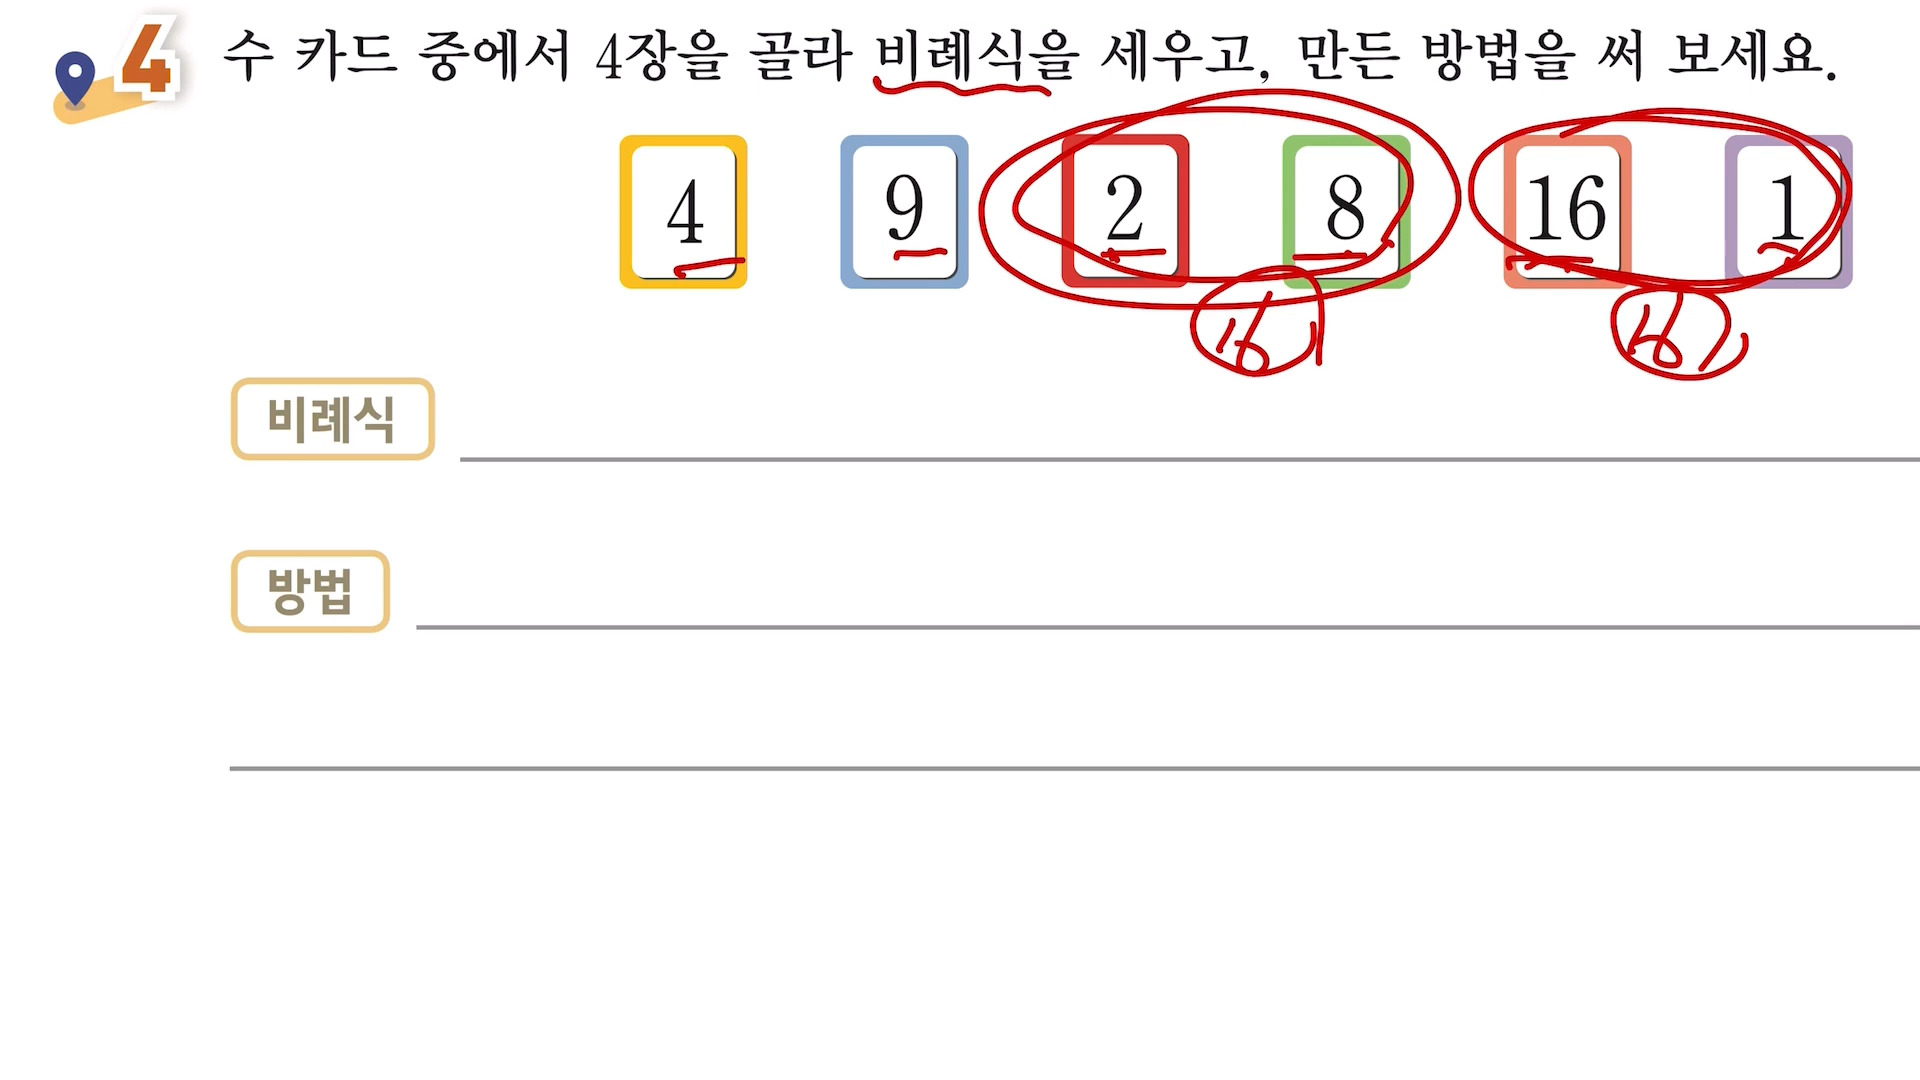 4 수 카드 중에서 4장을 골라 비례식을 세우고, 만든 방법을 써 보세요.
4 9 2 8 16 1
16 16
비례식
방법